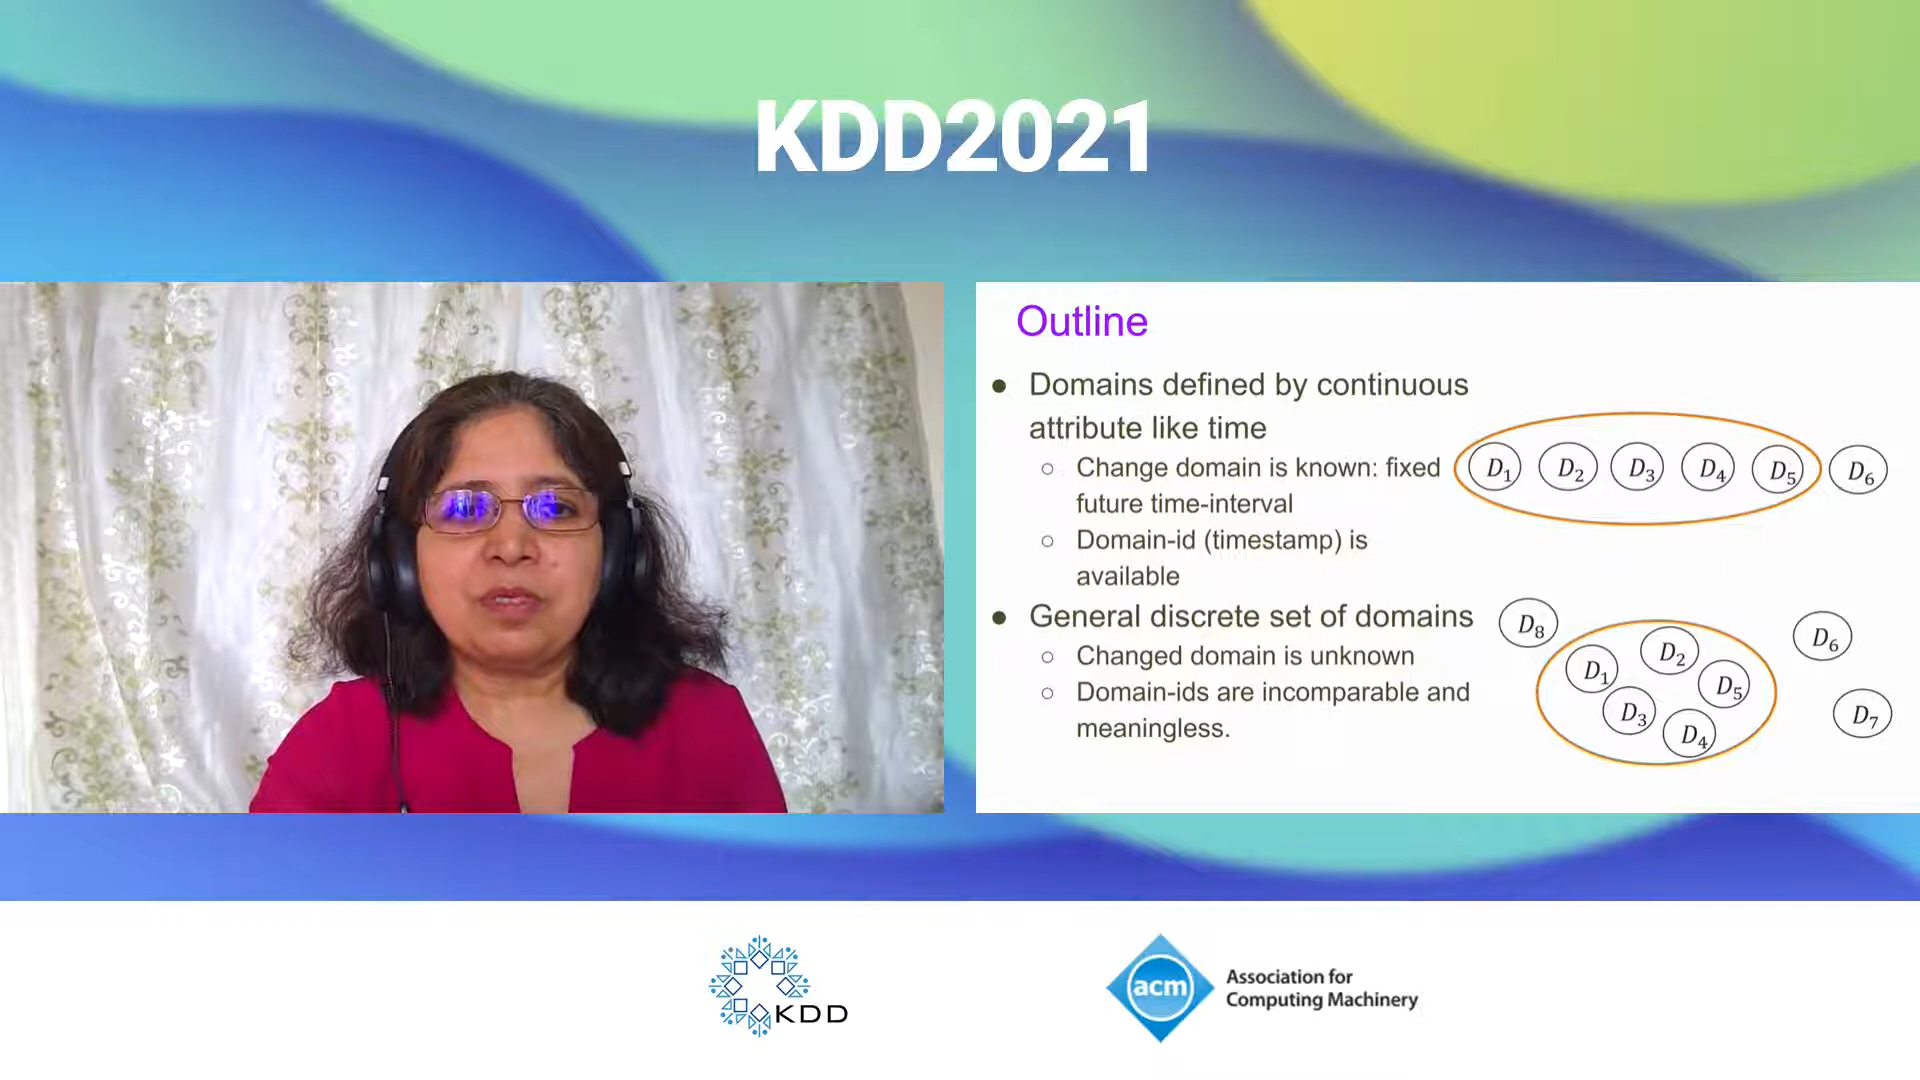 KDD2021
Outline
● Domains defined by continuous
attribute like time
○ Change domain is known: fixed
future time-interval
○ Domain-id (timestamp) is
available
● General discrete set of domains
○ Changed domain is unknown
○ Domain-ids are incomparable and
meaningless.
D₁ D₂ D₃ D₄ D₅ D₆
D₈ D₁ D₂ D₃ D₄ D₅ D₆ D₇
KDD
acm
Association for
Computing Machinery